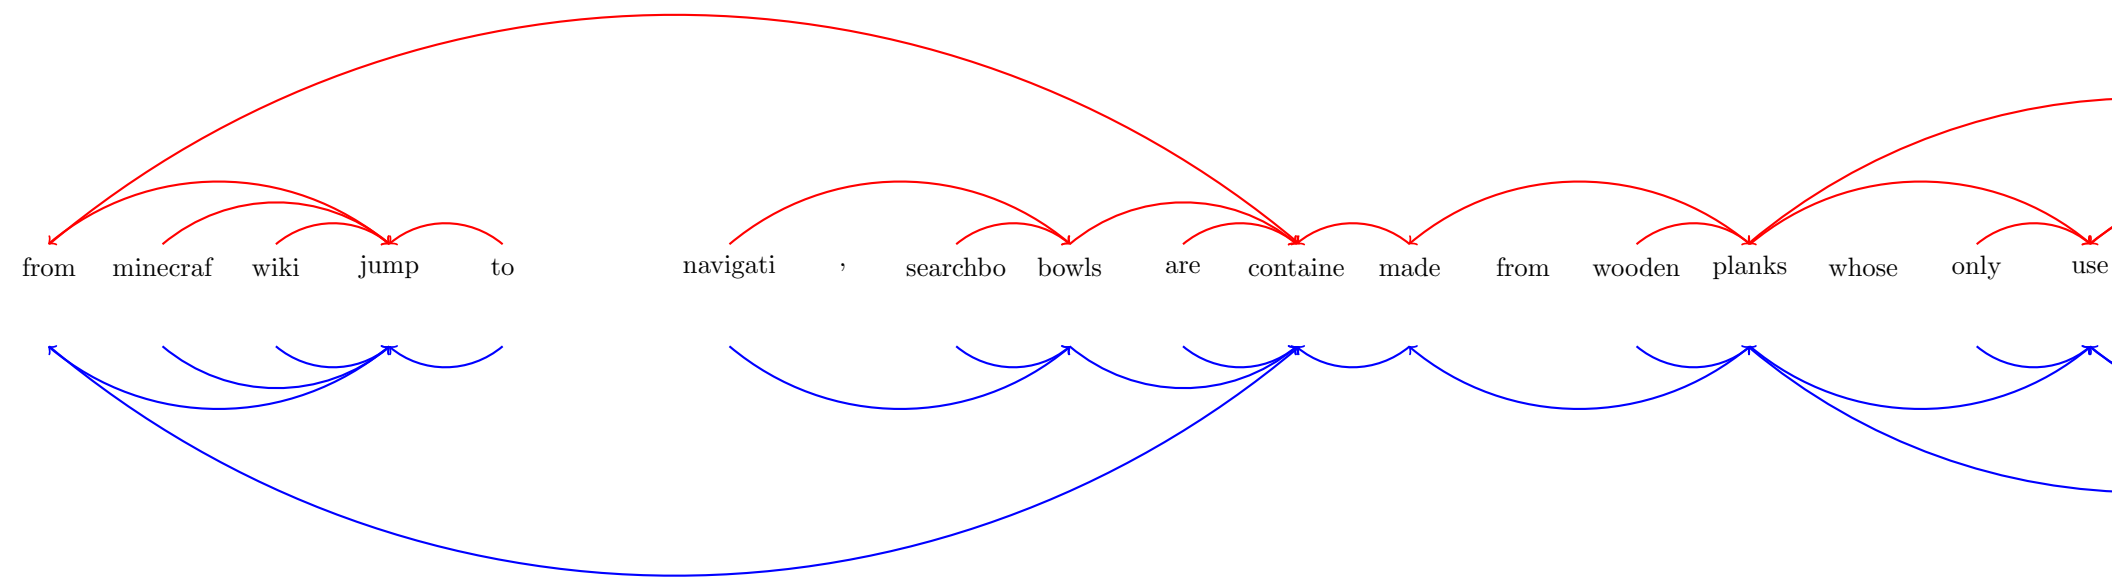 from minecraf wiki jump to navigati , searchbo bowls are containe made from wooden planks whose only use